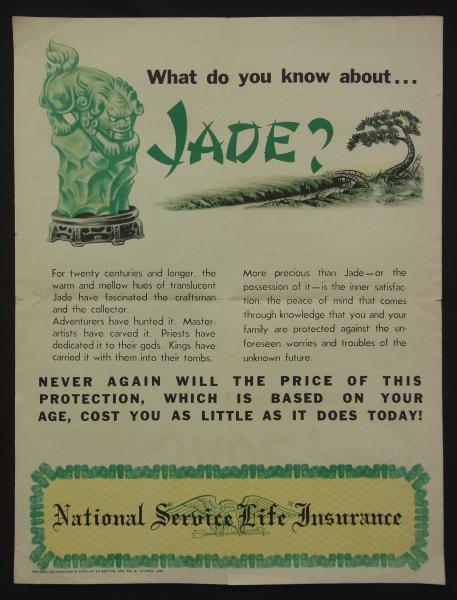 What do you know about...
JADE?
For twenty centuries and longer, the
warm and mellow hues of translucent
Jade have fascinated the craftsman
and the collector.
Adventurers have hunted it. Master-
artists have carved it. Priests have
dedicated it to their gods. Kings have
carried it with them into their tombs.
More precious than Jade—or the
possession of it—is the inner satisfac-
tion, the peace of mind that comes
through knowledge that you and your
family are protected against the un-
foreseen worries and troubles of the
unknown future.
NEVER AGAIN WILL THE PRICE OF THIS
PROTECTION, WHICH IS BASED ON YOUR
AGE, COST YOU AS LITTLE AS IT DOES TODAY!
National Service Life Insurance